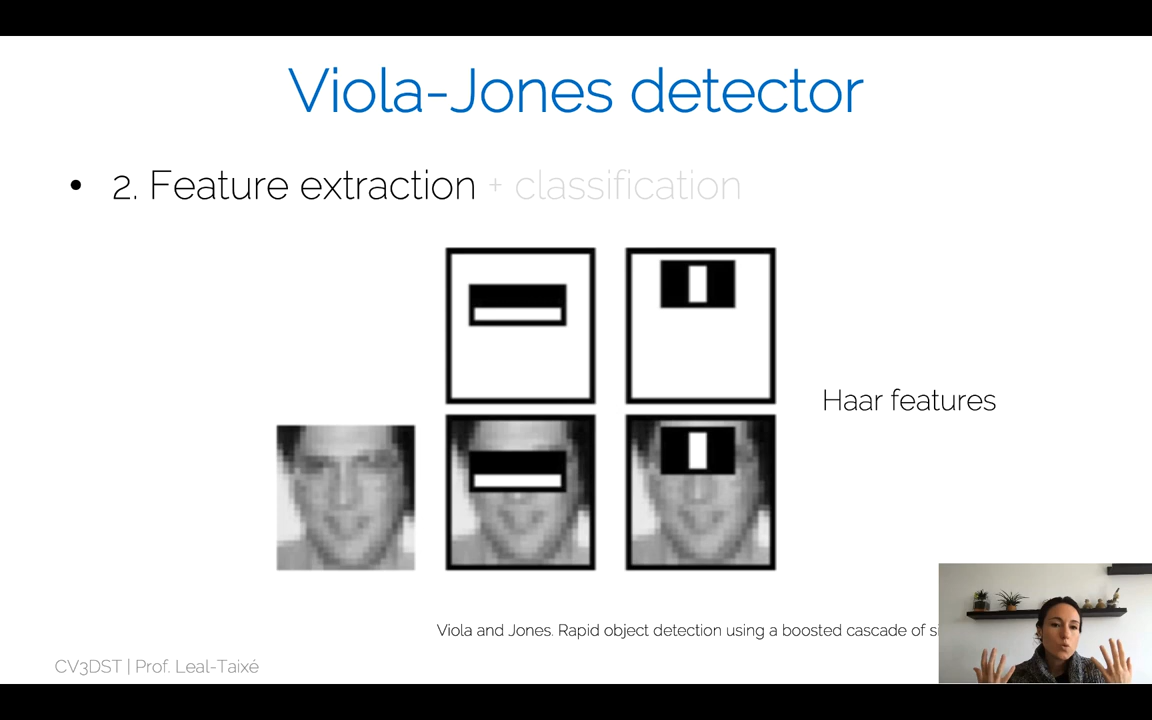 Viola-Jones detector
• 2. Feature extraction + classification
Haar features
Viola and Jones. Rapid object detection using a boosted cascade of
CV3DST | Prof. Leal-Taixé